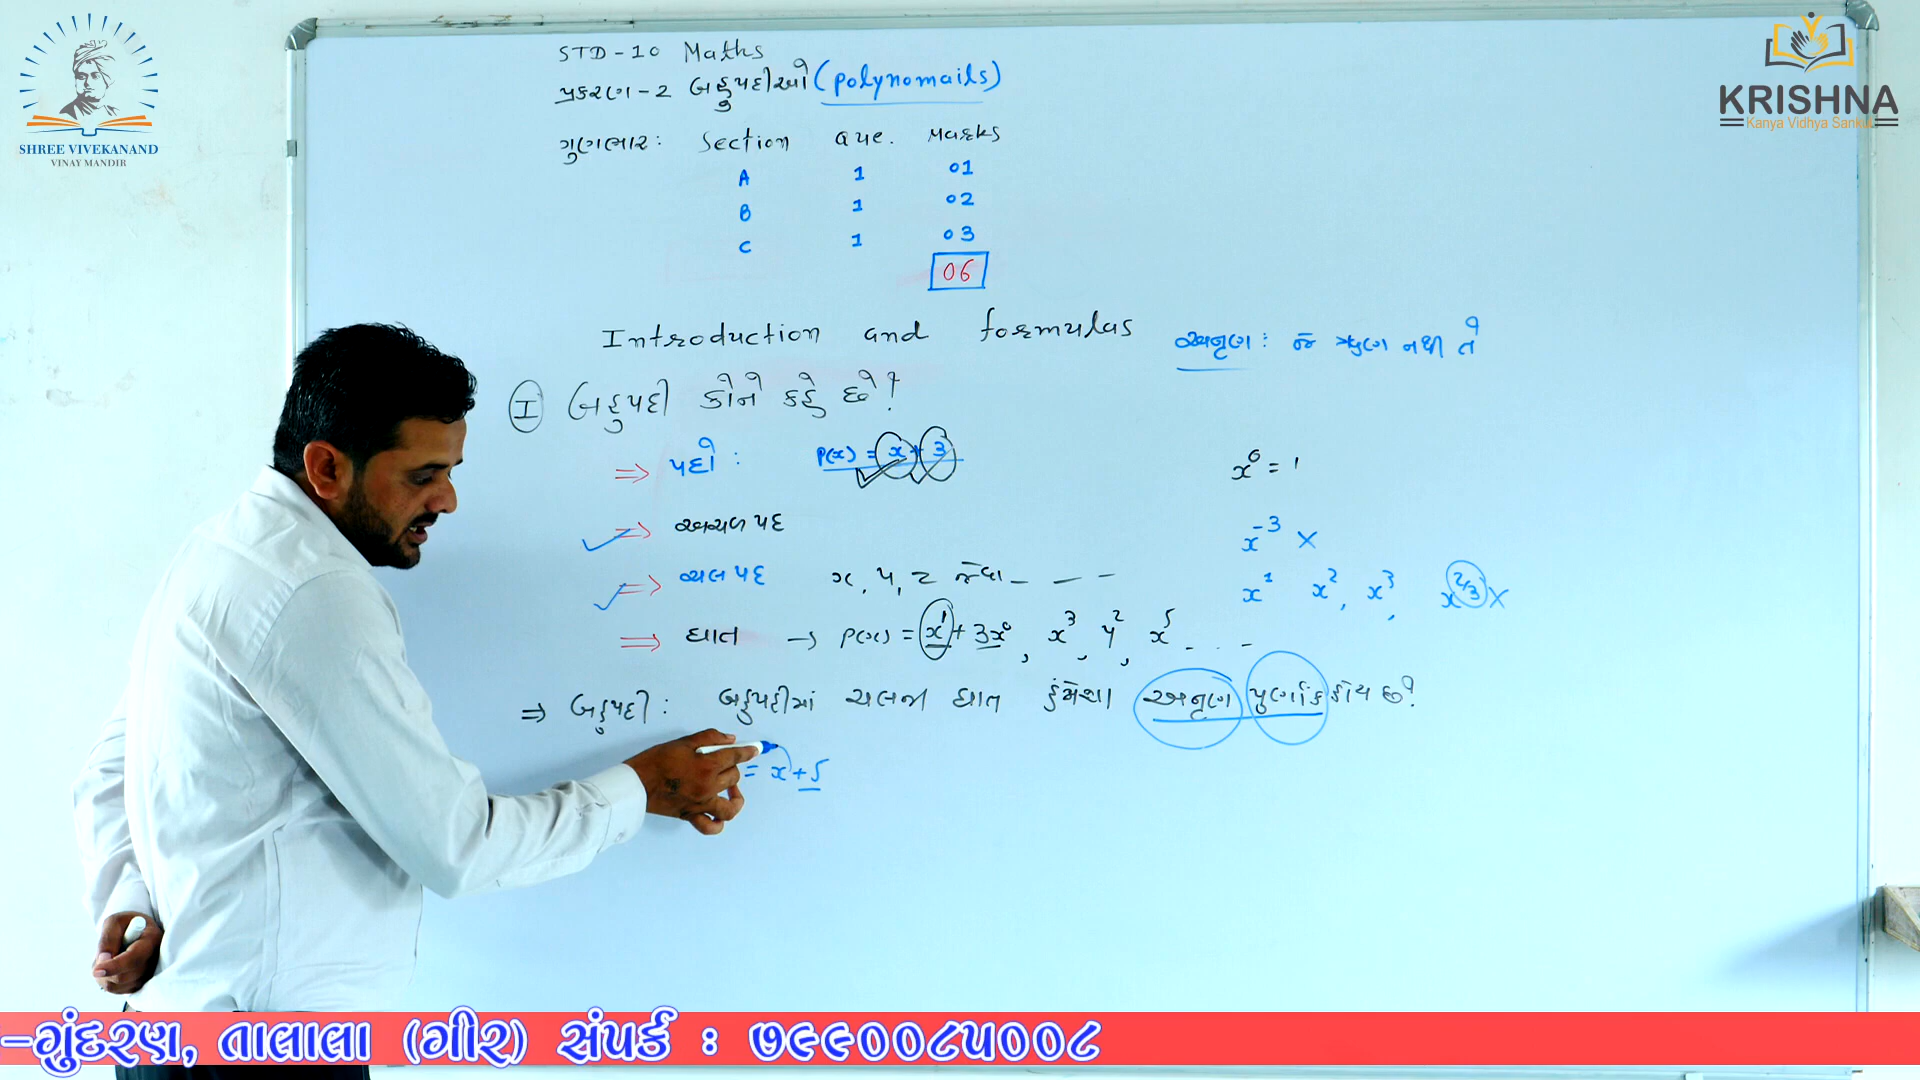 SHREE VIVEKANAND
VINAY MANDIR
KRISHNA
Kanya Vidhya Sankul
STD-10 Maths
પ્રકરણ-2 બહુપદીઓ (polynomails)
ગુણભાર: Section Que. Marks
A 1 01
B 1 02
C 1 03
06
Introduction and formulas
અનૃણ: જે ઋણ નથી તે
I બહુપદી કોને કહે છે?
⇒ પદો: P(x) = x + 3
x⁰ = 1
⇒ અચળ પદ
x⁻³ ×
⇒ ચલ પદ x, y, z જેવા - - -
x¹ x², x³, x^2/3 ×
⇒ ઘાત → P(x) = x¹ + 3x⁰, x³, y², x⁵ - - -
⇒ બહુપદી: બહુપદીમાં ચલની ઘાત હંમેશા અનૃણ પુર્ણાંક હોય છે?
= x + 5
-ગુંદરણ, તાલાલા (ગીર) સંપર્ક : ૭૯૯૦૦૮૫૦૦૮